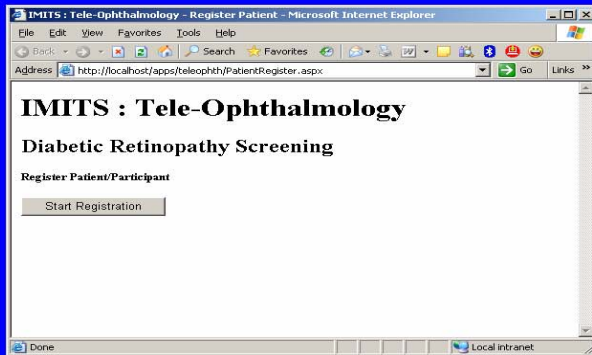 IMITS : Tele-Ophthalmology - Register Patient - Microsoft Internet Explorer
File Edit View Favorites Tools Help
Back Search Favorites
Address http://localhost/apps/teleophth/PatientRegister.aspx Go Links »
IMITS : Tele-Ophthalmology
Diabetic Retinopathy Screening
Register Patient/Participant
Start Registration
Done Local intranet